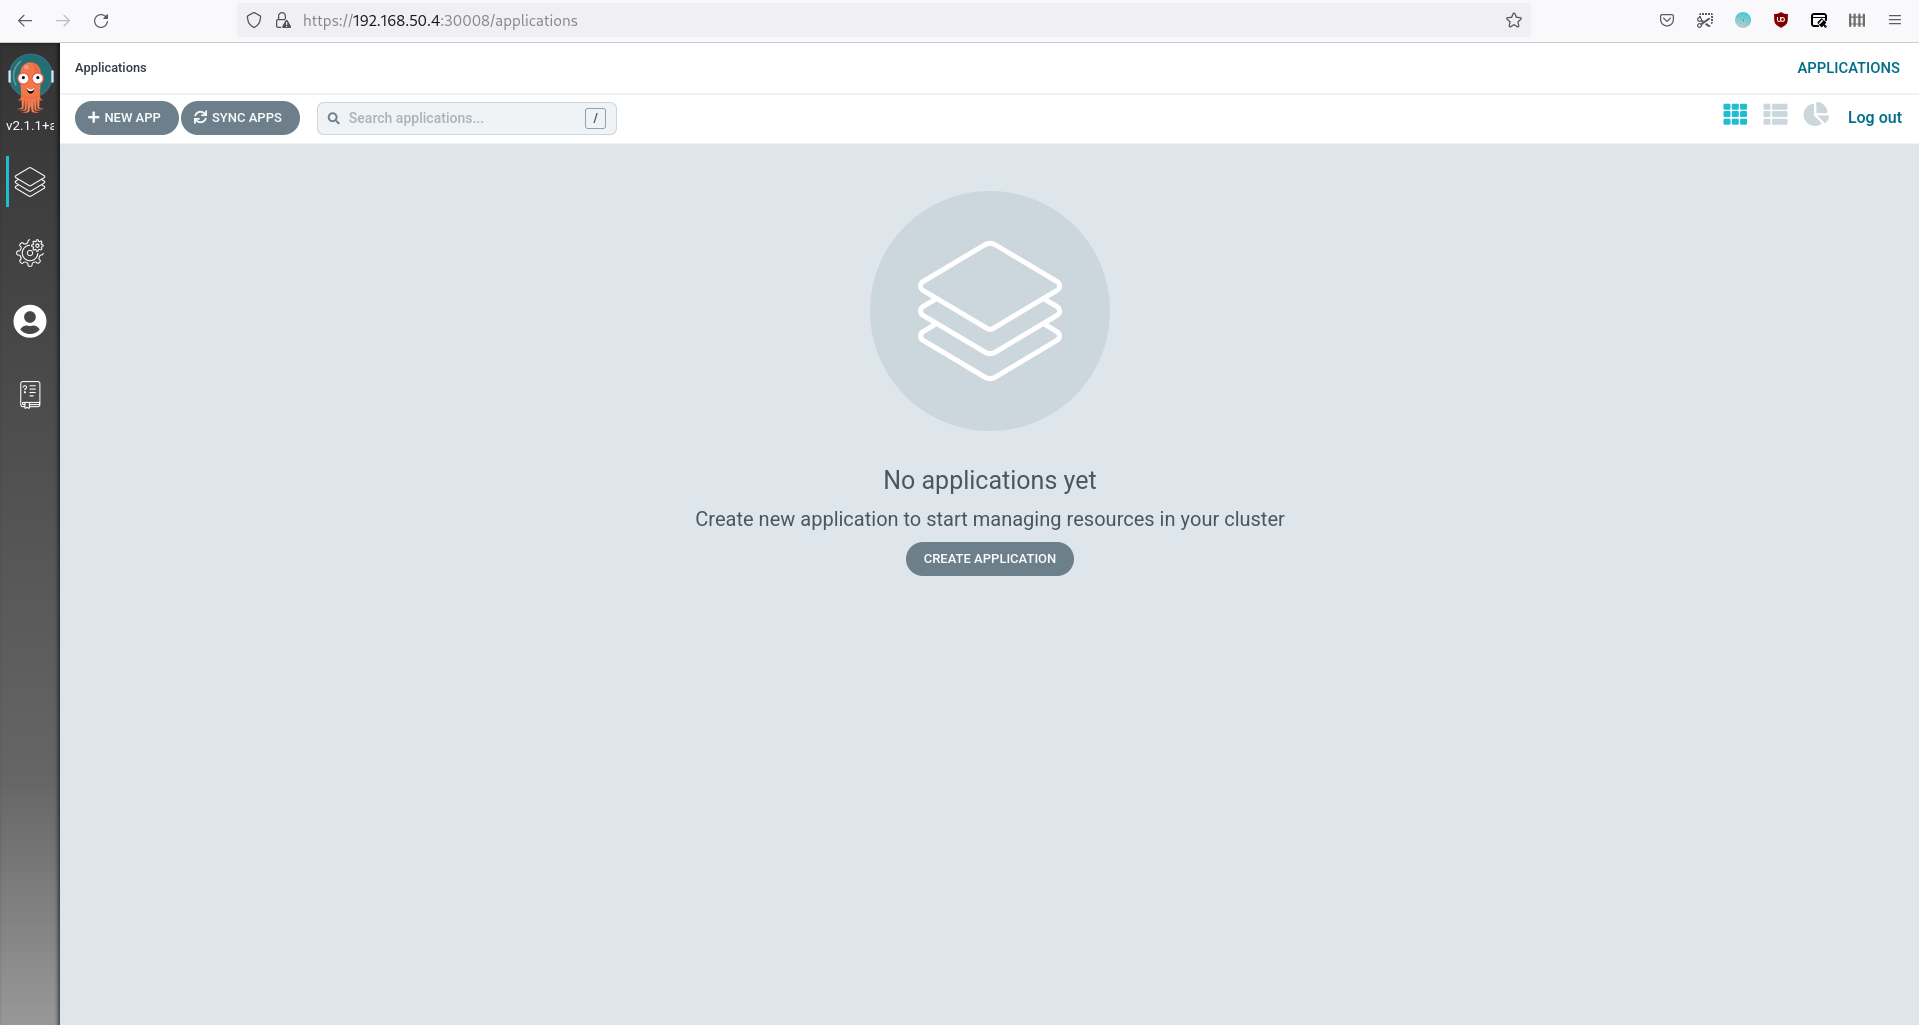 https://192.168.50.4:30008/applications
Applications
APPLICATIONS
v2.1.1+a
NEW APP
SYNC APPS
Search applications...
/
Log out
No applications yet
Create new application to start managing resources in your cluster
CREATE APPLICATION